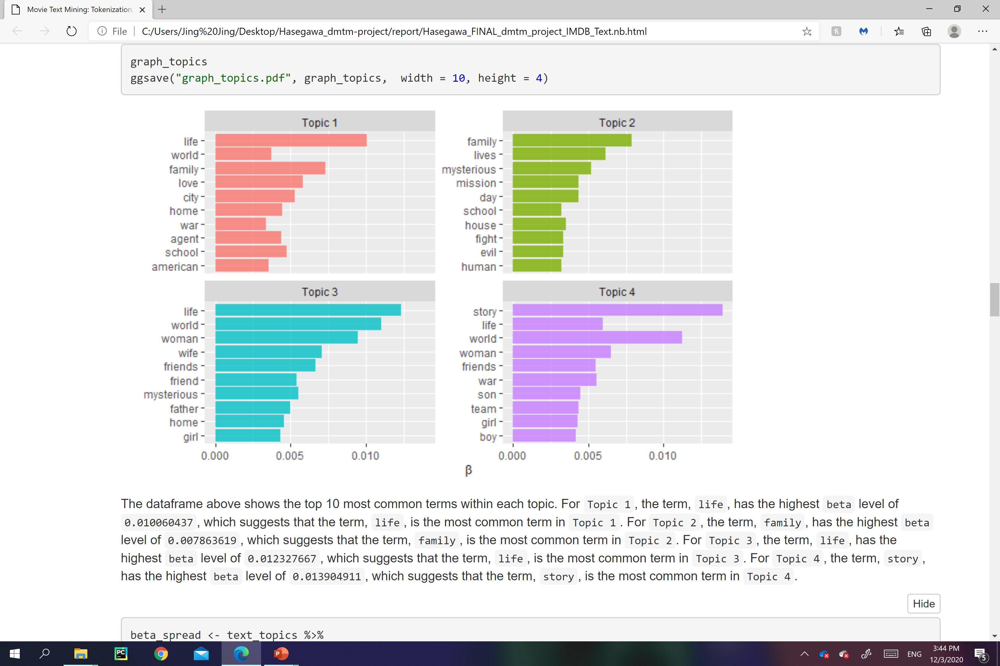 Movie Text Mining: Tokenization,
File
C:/Users/Jing%20Jing/Desktop/Hasegawa_dmtm-project/report/Hasegawa_FINAL_dmtm_project_IMDB_Text.nb.html
graph_topics
ggsave("graph_topics.pdf", graph_topics,  width = 10, height = 4)
Topic 1
life
world
family
love
city
home
war
agent
school
american
Topic 2
family
lives
mysterious
mission
day
school
house
fight
evil
human
Topic 3
life
world
woman
wife
friends
friend
mysterious
father
home
girl
0.000 0.005 0.010
Topic 4
story
life
world
woman
friends
war
son
team
girl
boy
0.000 0.005 0.010
β
The dataframe above shows the top 10 most common terms within each topic. For Topic 1, the term, life, has the highest beta level of
0.010060437, which suggests that the term, life, is the most common term in Topic 1. For Topic 2, the term, family, has the highest beta
level of 0.007863619, which suggests that the term, family, is the most common term in Topic 2. For Topic 3, the term, life, has the
highest beta level of 0.012327667, which suggests that the term, life, is the most common term in Topic 3. For Topic 4, the term, story,
has the highest beta level of 0.013904911, which suggests that the term, story, is the most common term in Topic 4.
Hide
beta_spread <- text_topics %>%
PC
P
ENG
3:44 PM
12/3/2020
5